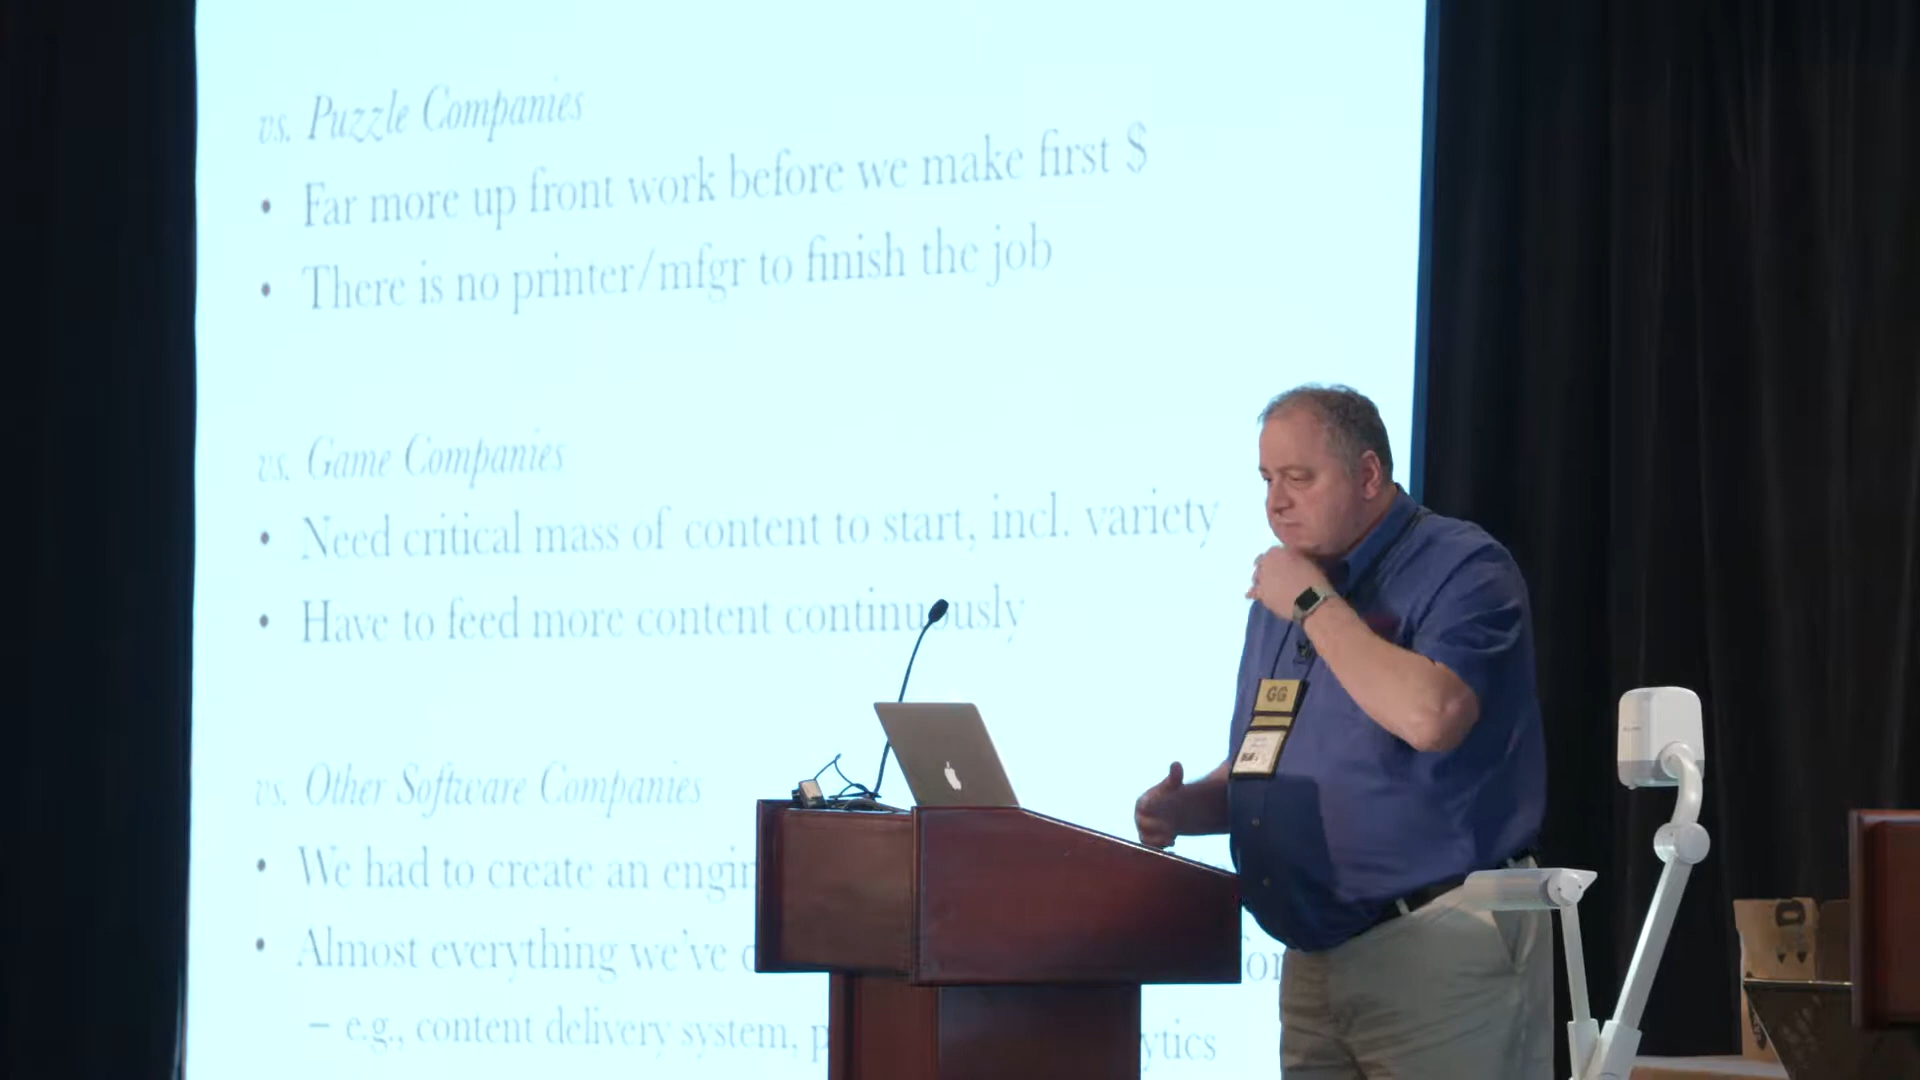 vs. Puzzle Companies
• Far more up front work before we make first $
• There is no printer/mfgr to finish the job
vs. Game Companies
• Need critical mass of content to start, incl. variety
• Have to feed more content continuously
vs. Other Software Companies
• We had to create an
• Almost everything we've
– e.g., content delivery system,
GG